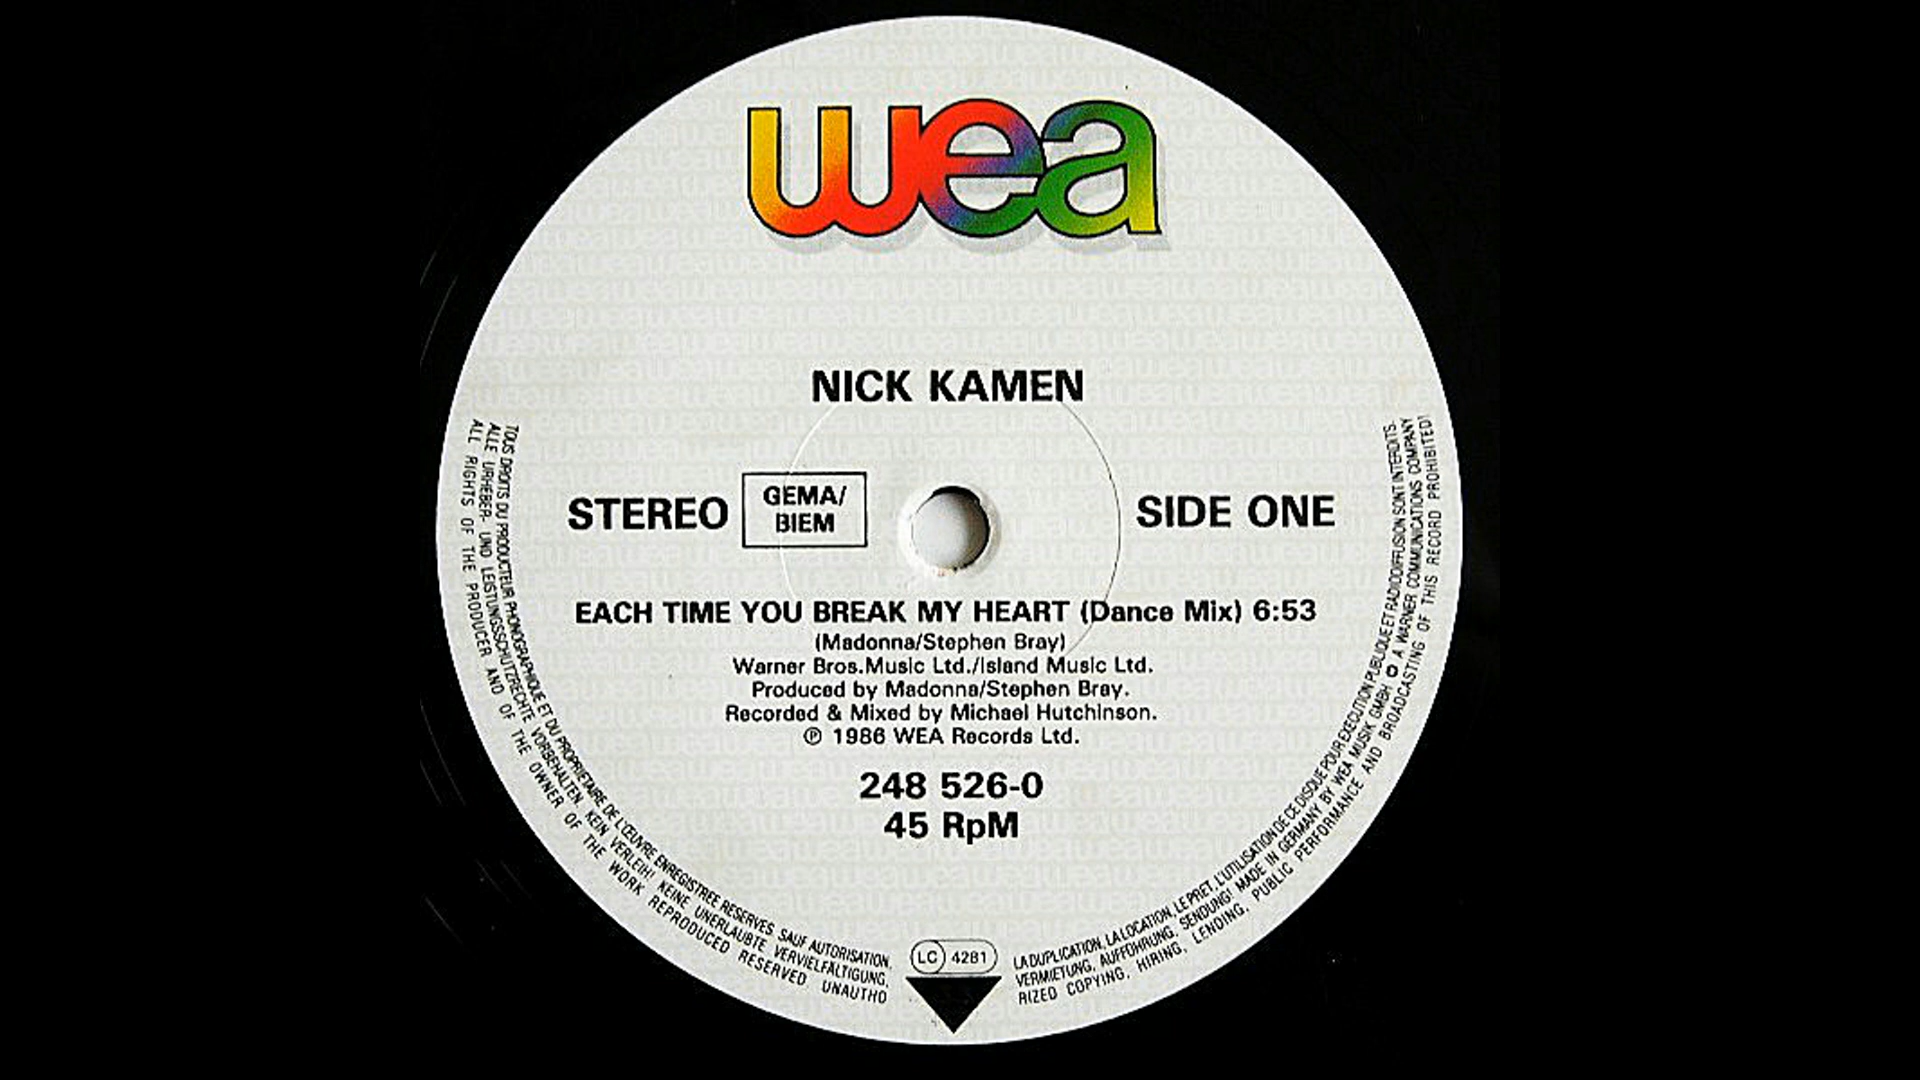 wea
NICK KAMEN
STEREO
GEMA/
BIEM
SIDE ONE
EACH TIME YOU BREAK MY HEART (Dance Mix) 6:53
(Madonna/Stephen Bray)
Warner Bros.Music Ltd./Island Music Ltd.
Produced by Madonna/Stephen Bray.
Recorded & Mixed by Michael Hutchinson.
℗ 1986 WEA Records Ltd.
248 526-0
45 RpM
TOUS DROITS DU PRODUCTEUR PHONOGRAPHIQUE ET DU PROPRIETAIRE DE L'ŒUVRE ENREGISTREE RESERVES. SAUF AUTORISATION,
ALLE URHEBER- UND LEISTUNGSSCHUTZRECHTE VORBEHALTEN. KEIN VERLEIH! KEINE UNERLAUBTE VERVIELFÄLTIGUNG,
ALL RIGHTS OF THE PRODUCER AND OF THE OWNER OF THE WORK REPRODUCED RESERVED UNAUTHO
LC 4281
LA DUPLICATION, LA LOCATION, LE PRET, L'UTILISATION DE CE DISQUE POUR EXECUTION PUBLIQUE ET RADIODIFFUSION SONT INTERDITS.
VERMIETUNG, AUFFÜHRUNG, SENDUNG! MADE IN GERMANY BY WEA MUSIK GMBH. A WARNER COMMUNICATIONS COMPANY
RIZED COPYING, HIRING, LENDING, PUBLIC PERFORMANCE AND BROADCASTING OF THIS RECORD PROHIBITED!